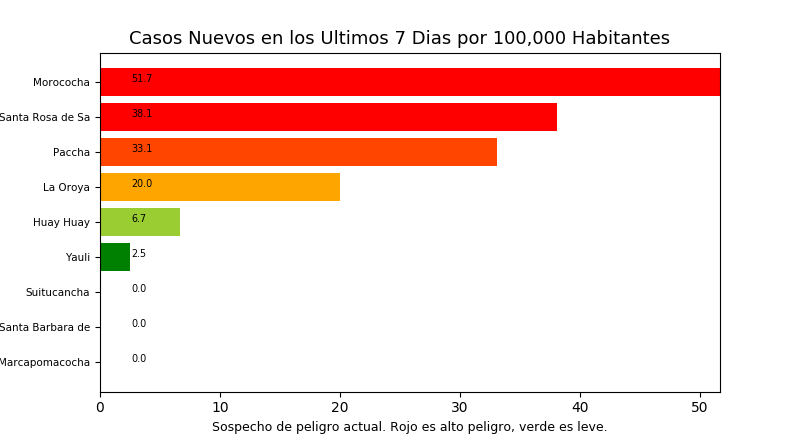 Casos Nuevos en los Ultimos 7 Dias por 100,000 Habitantes
Morococha 51.7
Santa Rosa de Sa 38.1
Paccha 33.1
La Oroya 20.0
Huay Huay 6.7
Yauli 2.5
Suitucancha 0.0
Santa Barbara de 0.0
Marcapomacocha 0.0
0 10 20 30 40 50
Sospecho de peligro actual. Rojo es alto peligro, verde es leve.